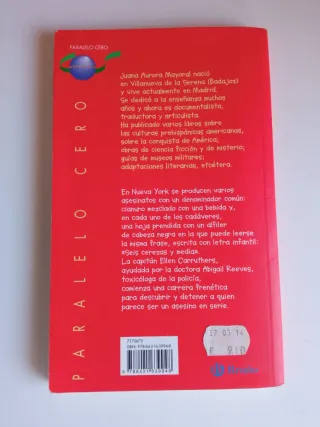 PARALELO CERO
PARALELO CERO
Juana Aurora Mayoral nació
en Villanueva de la Serena (Badajoz)
y vive actualmente en Madrid.
Se dedicó a la enseñanza muchos
años y ahora es documentalista,
traductora y articulista.
Ha publicado varios libros sobre
las culturas prehispánicas americanas,
sobre la conquista de América,
obras de ciencia ficción y de misterio;
guías de museos militares;
adaptaciones literarias, etcétera.
En Nueva York se producen varios
asesinatos con un denominador común:
cianuro mezclado con una bebida y,
en cada uno de los cadáveres,
una hoja prendida con un alfiler
de cabeza negra en la que puede leerse
la misma frase, escrita con letra infantil:
«Seis cerezas y media».
La capitán Ellen Carruthers,
ayudada por la doctora Abigail Reeves,
toxicóloga de la policía,
comienza una carrera frenética
para descubrir y detener a quien
parece ser un asesino en serie.